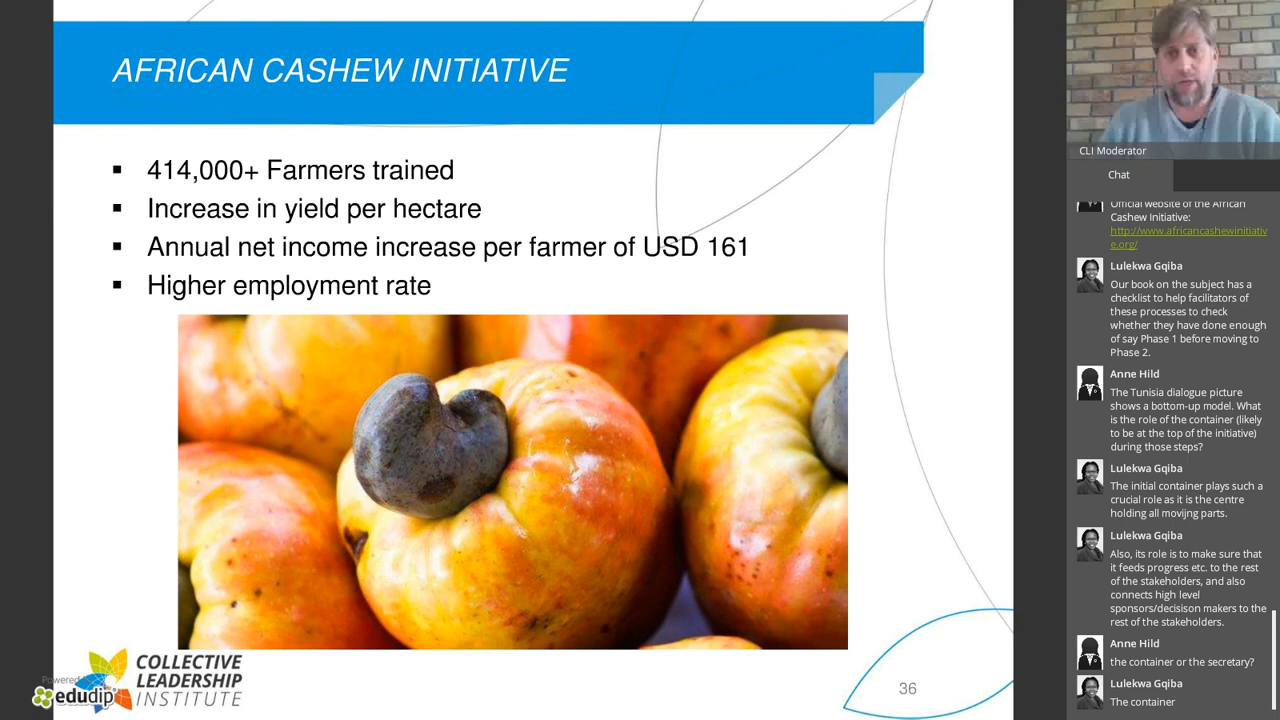 AFRICAN CASHEW INITIATIVE
414,000+ Farmers trained
Increase in yield per hectare
Annual net income increase per farmer of USD 161
Higher employment rate
COLLECTIVE
LEADERSHIP
INSTITUTE
Powered
edudip
36
CLI Moderator
Chat
Official website of the African
Cashew Initiative:
http://www.africancashewinitiativ
e.org/
Lulekwa Gqiba
Our book on the subject has a
checklist to help facilitators of
these processes to check
whether they have done enough
of say Phase 1 before moving to
Phase 2.
Anne Hild
The Tunisia dialogue picture
shows a bottom-up model. What
is the role of the container (likely
to be at the top of the initiative)
during those steps?
Lulekwa Gqiba
The initial container plays such a
crucial role as it is the centre
holding all movijng parts.
Lulekwa Gqiba
Also, its role is to make sure that
it feeds progress etc. to the rest
of the stakeholders, and also
connects high level
sponsors/decisison makers to the
rest of the stakeholders.
Anne Hild
the container or the secretary?
Lulekwa Gqiba
The container